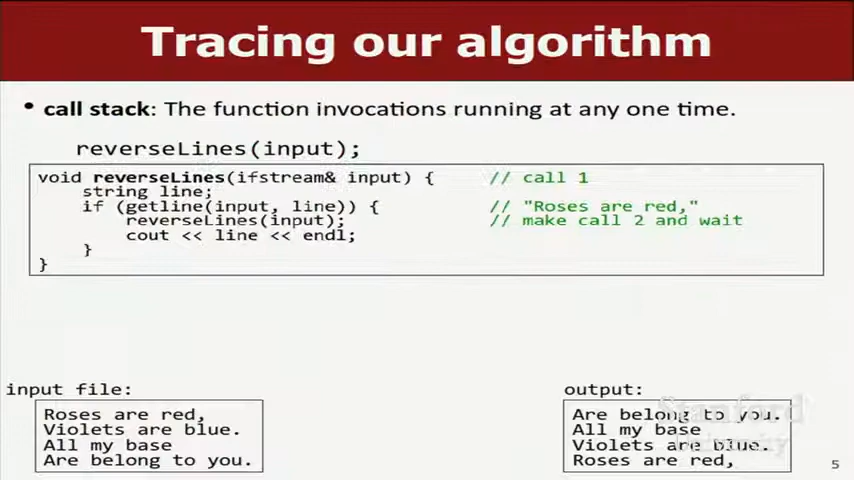 Tracing our algorithm
• call stack: The function invocations running at any one time.
reverseLines(input);
void reverseLines(ifstream& input) { // call 1
string line;
if (getline(input, line)) { // "Roses are red,"
reverseLines(input); // make call 2 and wait
cout << line << endl;
}
}
input file:
Roses are red,
Violets are blue.
All my base
Are belong to you.
output:
Are belong to you.
All my base
Violets are blue.
Roses are red,
Stanford
University
5